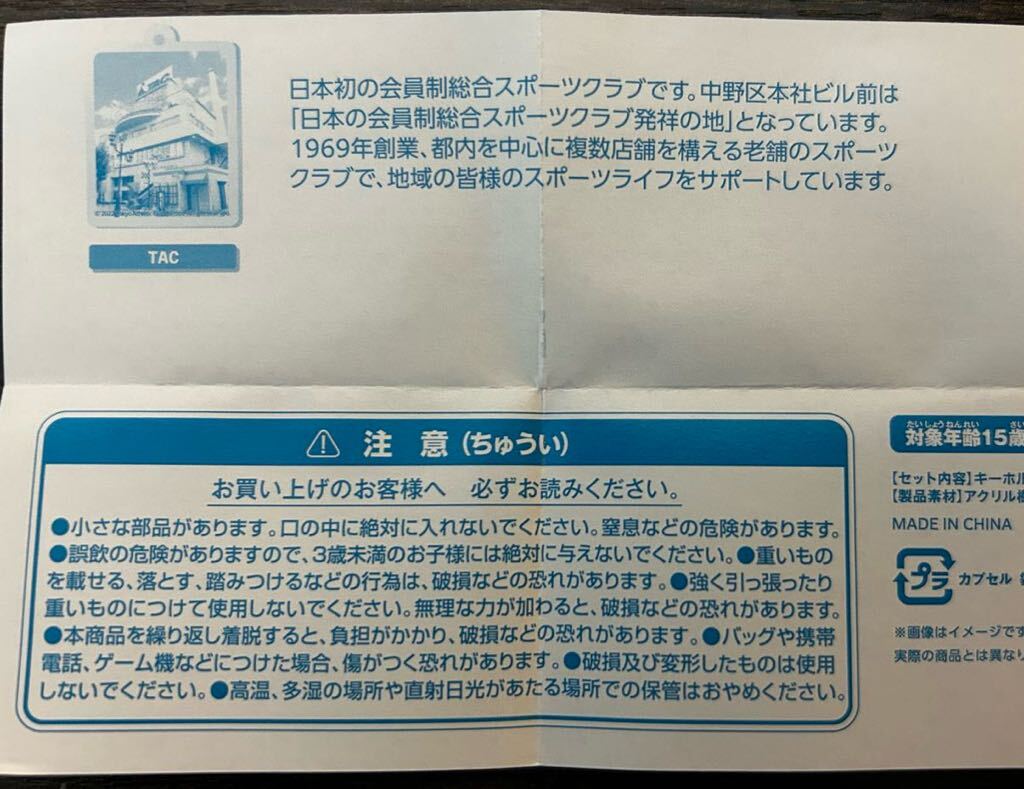 日本初の会員制総合スポーツクラブです。中野区本社ビル前は
「日本の会員制総合スポーツクラブ発祥の地」となっています。
1969年創業、都内を中心に複数店舗を構える老舗のスポーツ
クラブで、地域の皆様のスポーツライフをサポートしています。
TAC
注 意 (ちゅうい)
お買い上げのお客様へ 必ずお読みください。
●小さな部品があります。口の中に絶対に入れないでください。窒息などの危険があります。
●誤飲の危険がありますので、3歳未満のお子様には絶対に与えないでください。●重いもの
を載せる、落とす、踏みつけるなどの行為は、破損などの恐れがあります。●強く引っ張ったり
重いものにつけて使用しないでください。無理な力が加わると、破損などの恐れがあります。
●本商品を繰り返し着脱すると、負担がかかり、破損などの恐れがあります。●バッグや携帯
電話、ゲーム機などにつけた場合、傷がつく恐れがあります。●破損及び変形したものは使用
しないでください。●高温、多湿の場所や直射日光があたる場所での保管はおやめください。
たいしょうねんれい さい
対象年齢15歳
【セット内容】キーホル
【製品素材】アクリル樹
MADE IN CHINA
プラ カプセル
※画像はイメージです
実際の商品とは異なり